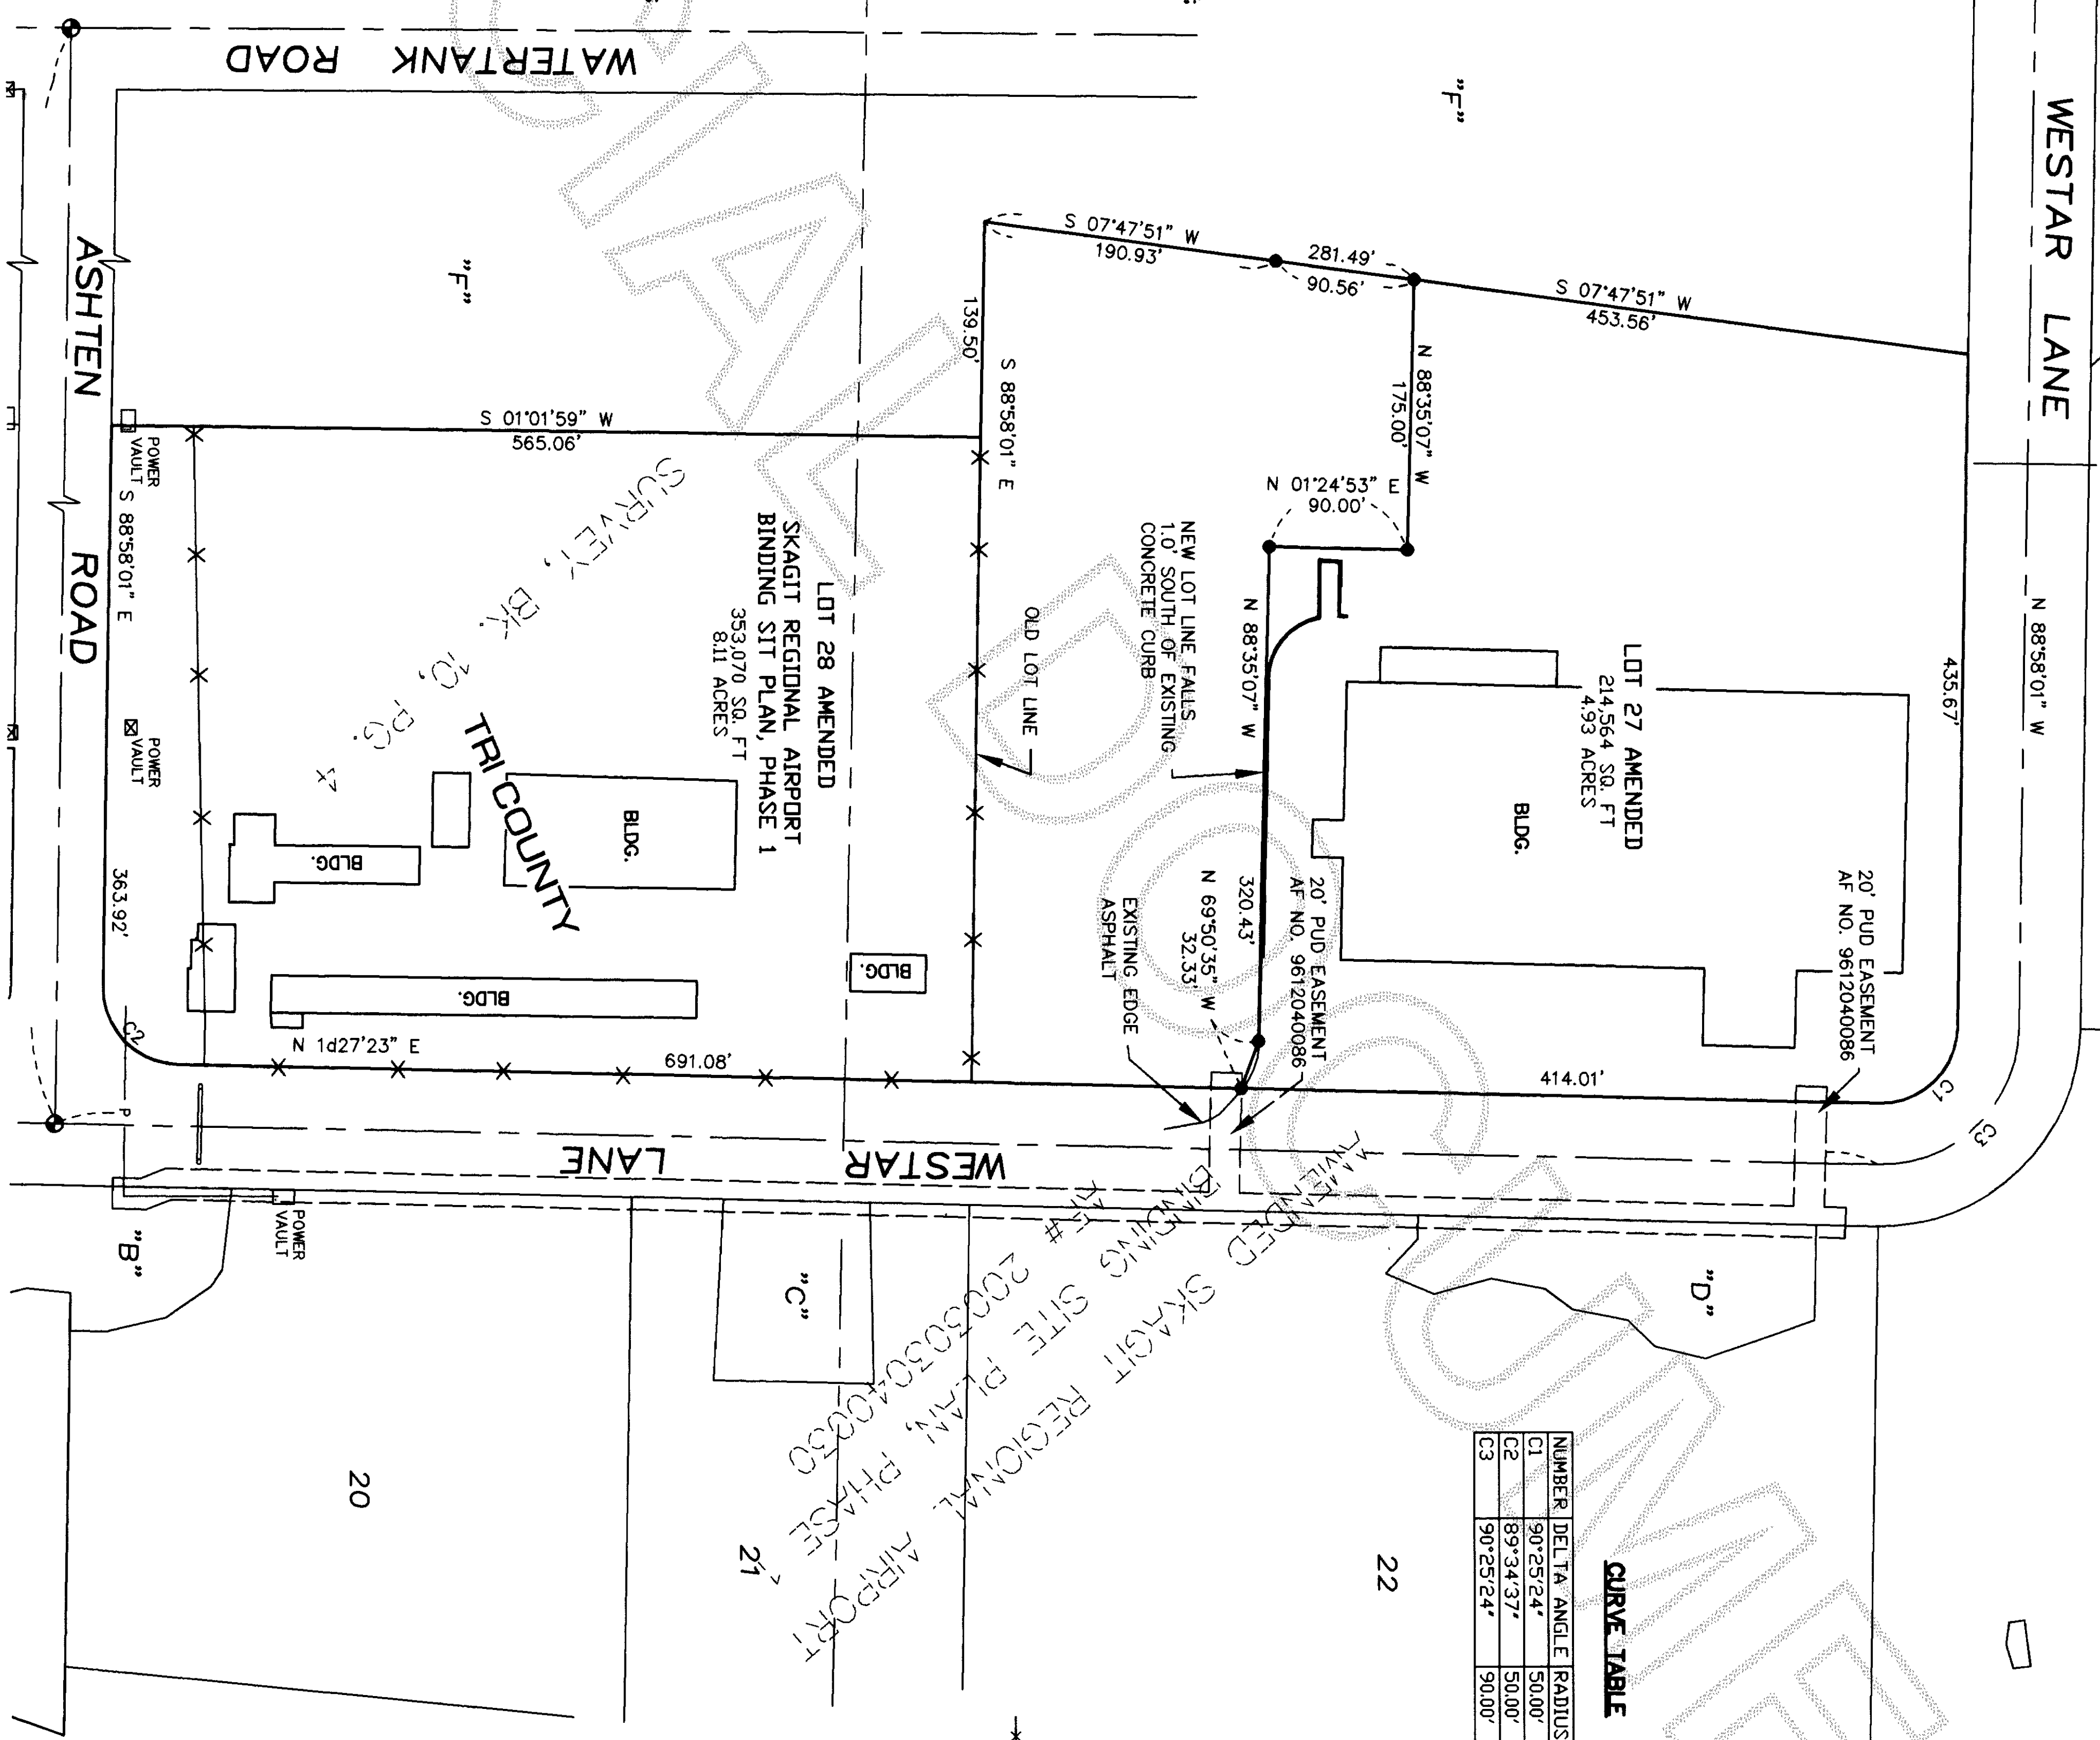 WATERTANK ROAD
WESTAR LANE
"F"
"F"
ASHTEN ROAD
S 07°47'51" W
190.93'
281.49'
90.56'
S 07°47'51" W
453.56'
N 88°58'01" W
435.67'
139.50'
S 88°58'01" E
N 88°35'07" W
175.00'
N 01°24'53" E
90.00'
S 01°01'59" W
565.06'
POWER
VAULT
S 88°58'01" E
363.92'
POWER
VAULT
SURVEY, BK. 10, PG. 4
LOT 28 AMENDED
SKAGIT REGIONAL AIRPORT
BINDING SIT PLAN, PHASE 1
353,070 SQ. FT
8.11 ACRES
OLD LOT LINE
NEW LOT LINE FALLS
1.0' SOUTH OF EXISTING
CONCRETE CURB
N 88°35'07" W
320.43'
LOT 27 AMENDED
214,564 SQ. FT
4.93 ACRES
BLDG.
20' PUD EASEMENT
AF NO. 9612040086
20' PUD EASEMENT
AF NO. 9612040086
N 69°50'35" W
32.33'
EXISTING EDGE
ASPHALT
TRI COUNTY
BLDG.
BLDG.
BLDG.
BLDG.
C2
N 1d27'23" E
691.08'
414.01'
C1
C3
P
WESTAR LANE
POWER
VAULT
"B"
"C"
"D"
20
21
22
AMENDED SKAGIT REGIONAL AIRPORT
BINDING SITE PLAN, PHASE 1,
AF# 200303040030
CURVE TABLE
NUMBER DELTA ANGLE RADIUS
C1 90°25'24" 50.00'
C2 89°34'37" 50.00'
C3 90°25'24" 90.00'